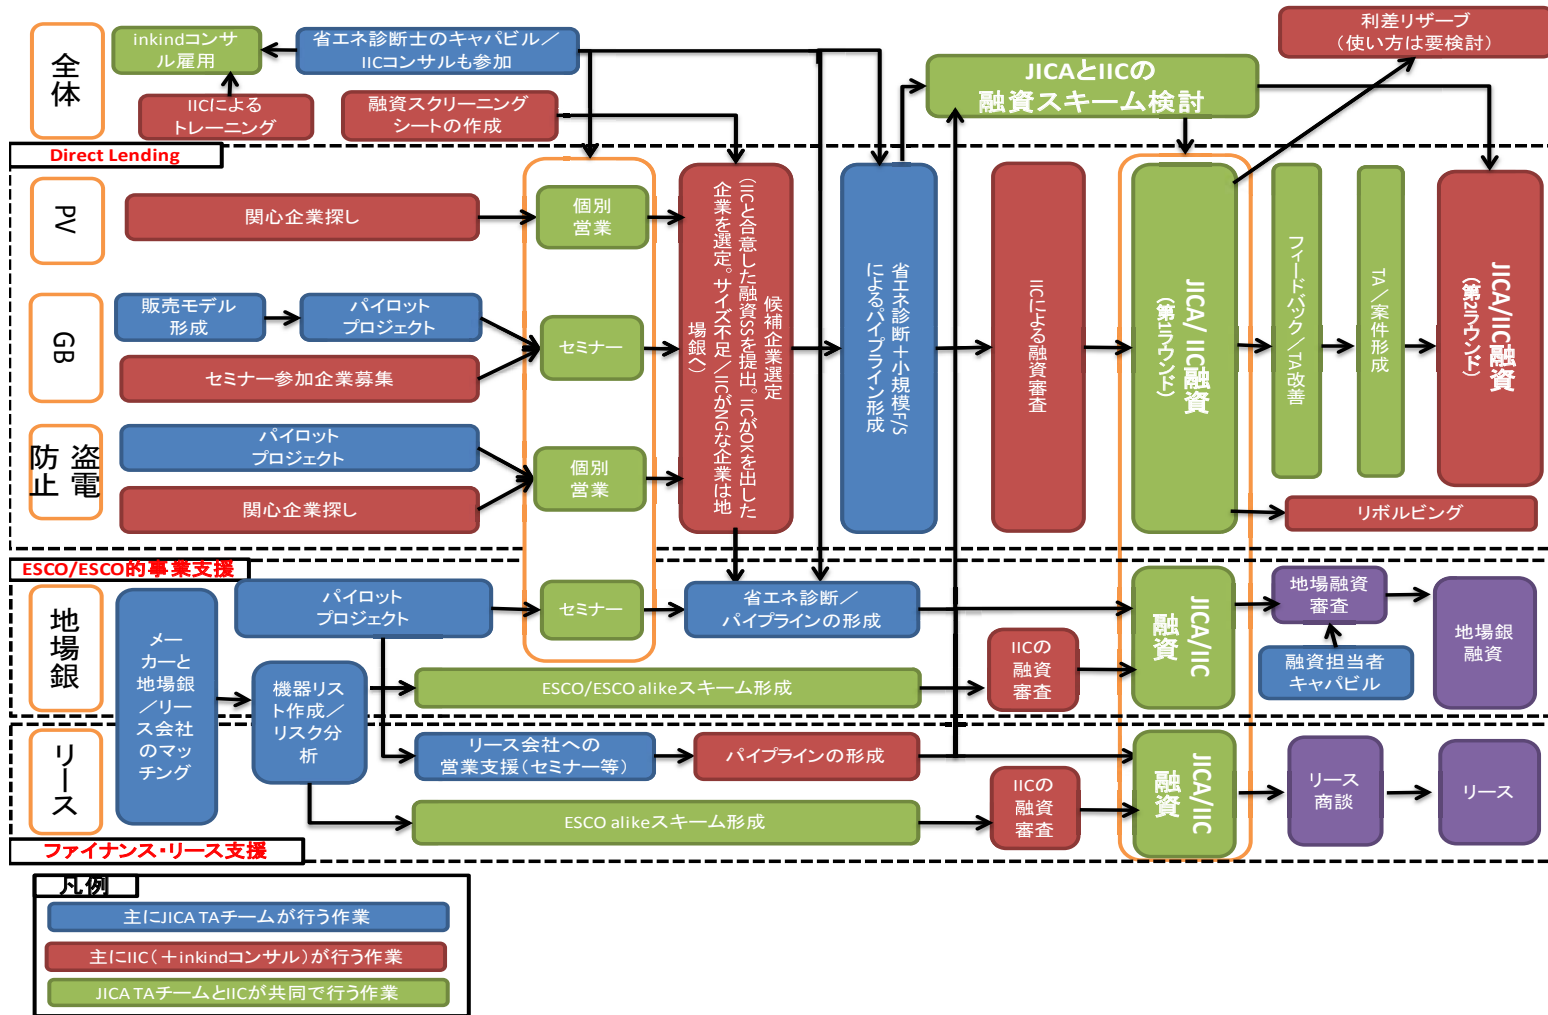 全体
inkindコンサ
ル雇用
省エネ診断士のキャパビル／
IICコンサルも参加
IICによる
トレーニング
融資スクリーニング
シートの作成
JICAとIICの
融資スキーム検討
利差リザーブ
（使い方は要検討）
Direct Lending
PV
関心企業探し
個別
営業
GB
販売モデル
形成
パイロット
プロジェクト
セミナー参加企業募集
セミナー
盗電
防止
パイロット
プロジェクト
関心企業探し
個別
営業
候補企業選定
（IICと合意した融資SSを提出。IICがOKを出した
企業を選定。サイズ不足／IICがNGな企業は地
場銀へ）
省エネ診断＋小規模F/S
によるパイプライン形成
IICによる融資審査
JICA/ IIC融資
（第1ラウンド）
フィードバック／TA改善
TA／案件形成
JICA/IIC融資
（第2ラウンド）
リボルビング
ESCO/ESCO的事業支援
地場銀
メー
カーと
地場銀
／リー
ス会社
のマッ
チング
パイロット
プロジェクト
セミナー
省エネ診断／
パイプラインの形成
機器リス
ト作成／
リスク分
析
ESCO/ESCO alikeスキーム形成
IICの
融資
審査
JICA/IIC
融資
地場融資
審査
融資担当者
キャパビル
地場銀
融資
リース
リース会社への
営業支援（セミナー等）
パイプラインの形成
ESCO alikeスキーム形成
IICの
融資
審査
JICA/IIC
融資
リース
商談
リース
ファイナンス・リース支援
凡例
主にJICA TAチームが行う作業
主にIIC（＋inkindコンサル）が行う作業
JICA TAチームとIICが共同で行う作業